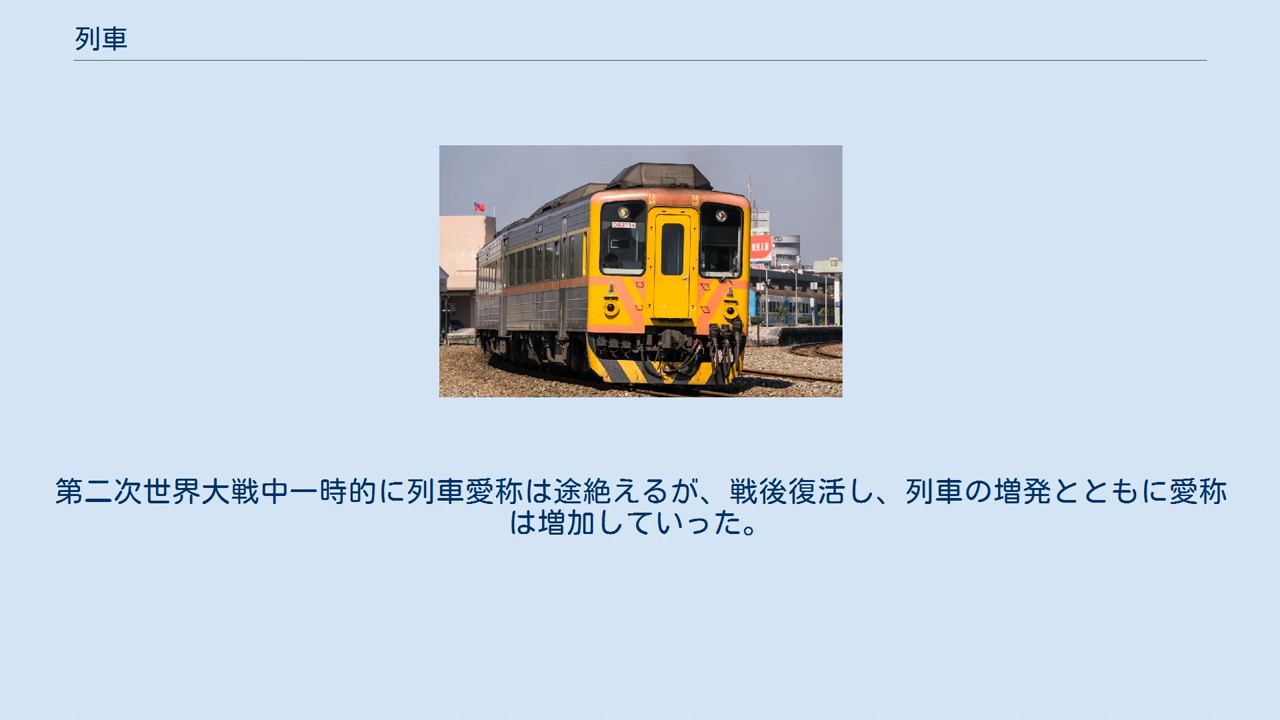 列車
第二次世界大戦中一時的に列車愛称は途絶えるが、戦後復活し、列車の増発とともに愛称
は増加していった。